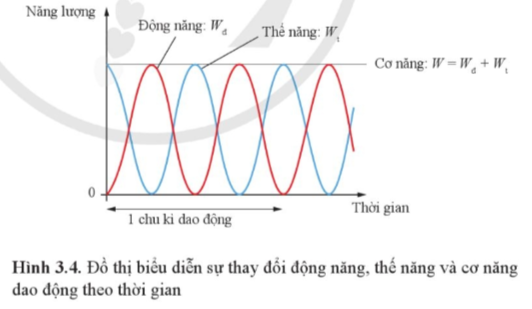 Năng lượng
Động năng: Wđ
Thế năng: Wt
Cơ năng: W = Wđ + Wt
0
Thời gian
1 chu kì dao động
Hình 3.4. Đồ thị biểu diễn sự thay đổi động năng, thế năng và cơ năng
dao động theo thời gian